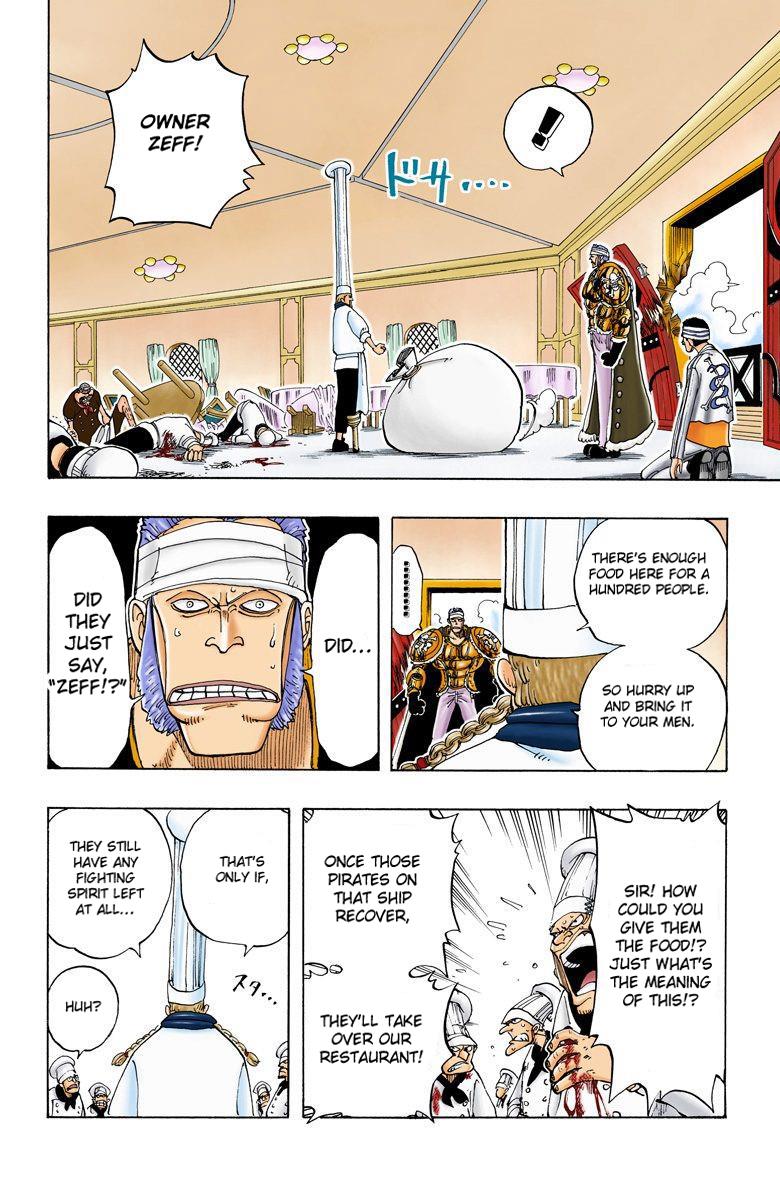 !
ドサ....
OWNER
ZEFF!
THERE'S ENOUGH
FOOD HERE FOR A
HUNDRED PEOPLE.
SO HURRY UP
AND BRING IT
TO YOUR MEN.
.........
DID...
DID
THEY
JUST
SAY,
"ZEFF!?"
SIR! HOW
COULD YOU
GIVE THEM
THE FOOD!?
JUST WHAT'S
THE MEANING
OF THIS!?
ONCE THOSE
PIRATES ON
THAT SHIP
RECOVER,
THEY'LL TAKE
OVER OUR
RESTAURANT!
THAT'S
ONLY IF,
THEY STILL
HAVE ANY
FIGHTING
SPIRIT LEFT
AT ALL...
スタ...
HUH?